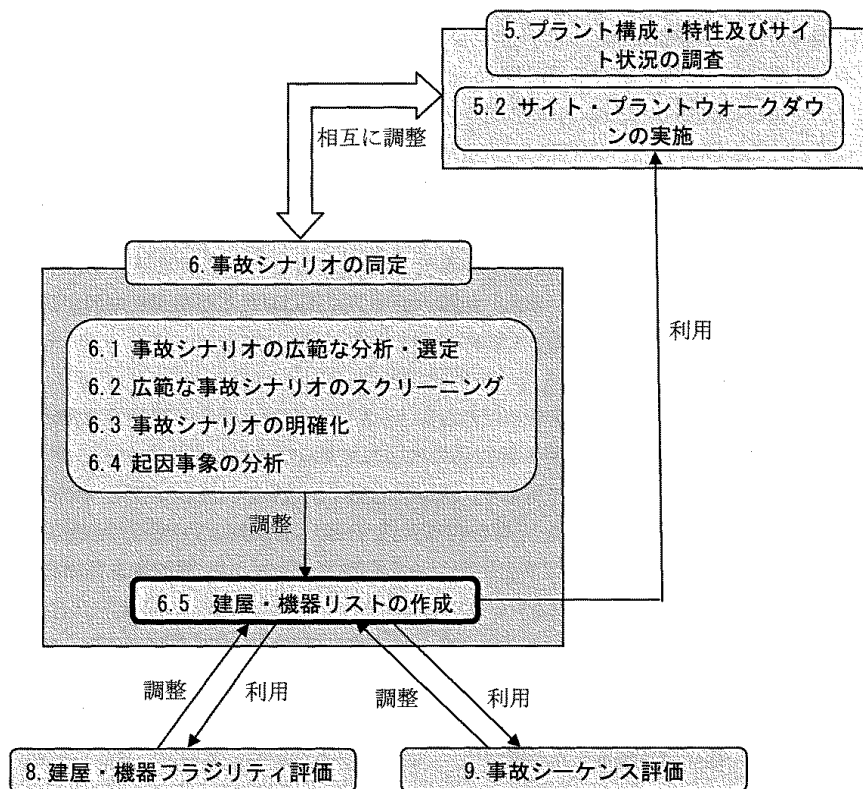 5. プラント構成・特性及びサイ
ト状況の調査
5.2 サイト・プラントウォークダウ
ンの実施
相互に調整
6. 事故シナリオの同定
利用
6.1 事故シナリオの広範な分析・選定
6.2 広範な事故シナリオのスクリーニング
6.3 事故シナリオの明確化
6.4 起因事象の分析
調整
6.5 建屋・機器リストの作成
調整
利用
調整
利用
8. 建屋・機器フラジリティ評価
9. 事故シーケンス評価